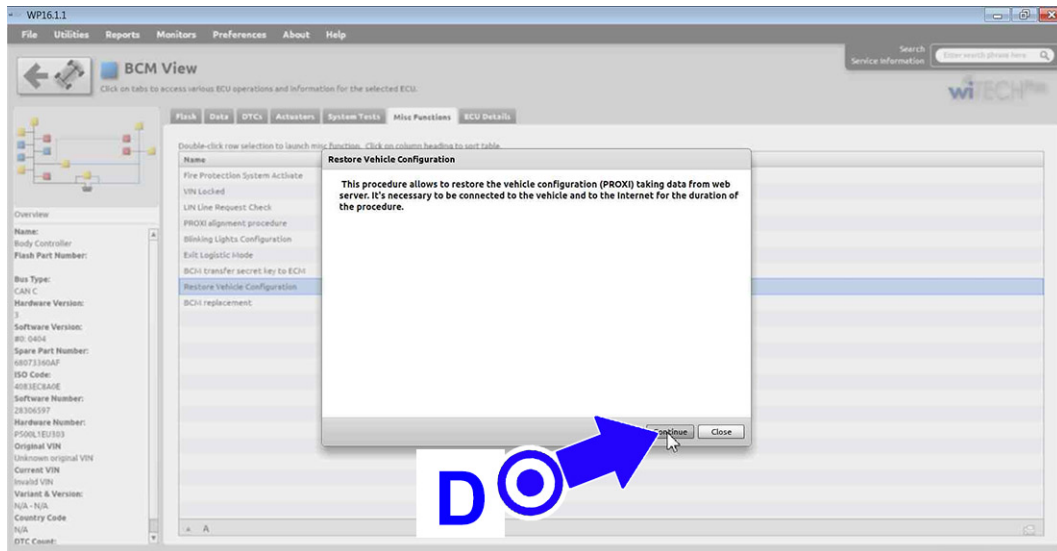 WP16.1.1
File Utilities Reports Monitors Preferences About Help
Search
Service Information
Enter search phrase here
BCM View
Click on tabs to access various ECU operations and information for the selected ECU.
wiTECH
Flash Data DTCs Actuators System Tests Misc Functions ECU Details
Double-click row selection to launch misc function. Click on column heading to sort table.
Name
Fire Protection System Activate
VIN Locked
LIN Line Request Check
PROXI alignment procedure
Blinking Lights Configuration
Exit Logistic Mode
BCM transfer secret key to ECM
Restore Vehicle Configuration
BCM replacement
Restore Vehicle Configuration
This procedure allows to restore the vehicle configuration (PROXI) taking data from web
server. It's necessary to be connected to the vehicle and to the Internet for the duration of
the procedure.
Continue Close
D
Overview
Name:
Body Controller
Flash Part Number:
Bus Type:
CAN C
Hardware Version:
3
Software Version:
#0: 0404
Spare Part Number:
68073360AF
ISO Code:
4083EC8A0E
Software Number:
28306597
Hardware Number:
P500L1EU303
Original VIN
Unknown original VIN
Current VIN
Invalid VIN
Variant & Version:
N/A - N/A
Country Code
N/A
DTC Count:
A A